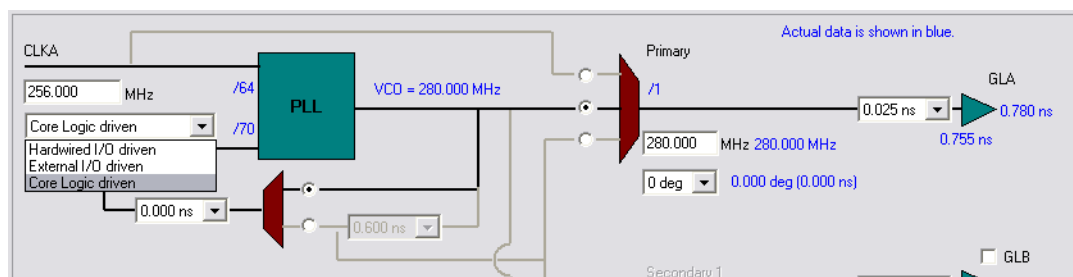 Actual data is shown in blue.
CLKA
Primary
GLA
256.000 MHz
/64
PLL
VCO = 280.000 MHz
/1
0.025 ns
0.780 ns
Core Logic driven
/70
0.755 ns
Hardwired I/O driven
External I/O driven
Core Logic driven
280.000 MHz 280.000 MHz
0 deg
0.000 deg (0.000 ns)
0.000 ns
0.600 ns
GLB
Secondary 1